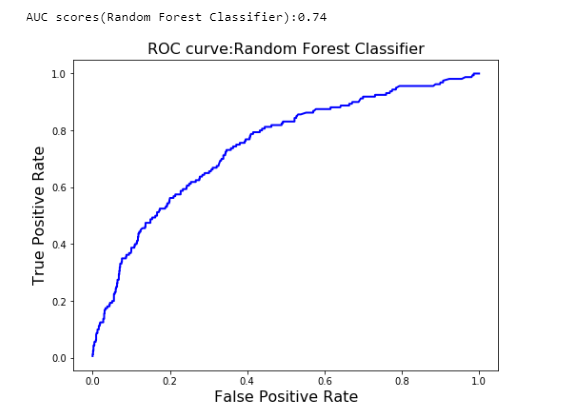 AUC scores(Random Forest Classifier):0.74
ROC curve:Random Forest Classifier
1.0
0.8
0.6
0.4
0.2
0.0
True Positive Rate
0.0 0.2 0.4 0.6 0.8 1.0
False Positive Rate